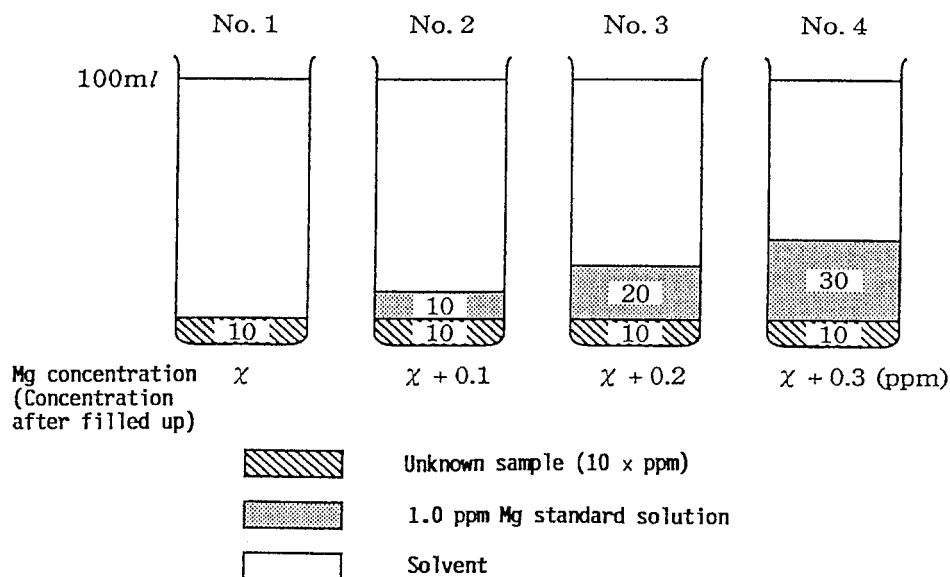 No. 1 No. 2 No. 3 No. 4
100ml
10 20 30
10 10 10 10
Mg concentration χ χ + 0.1 χ + 0.2 χ + 0.3 (ppm)
(Concentration
after filled up)
Unknown sample (10 x ppm)
1.0 ppm Mg standard solution
Solvent